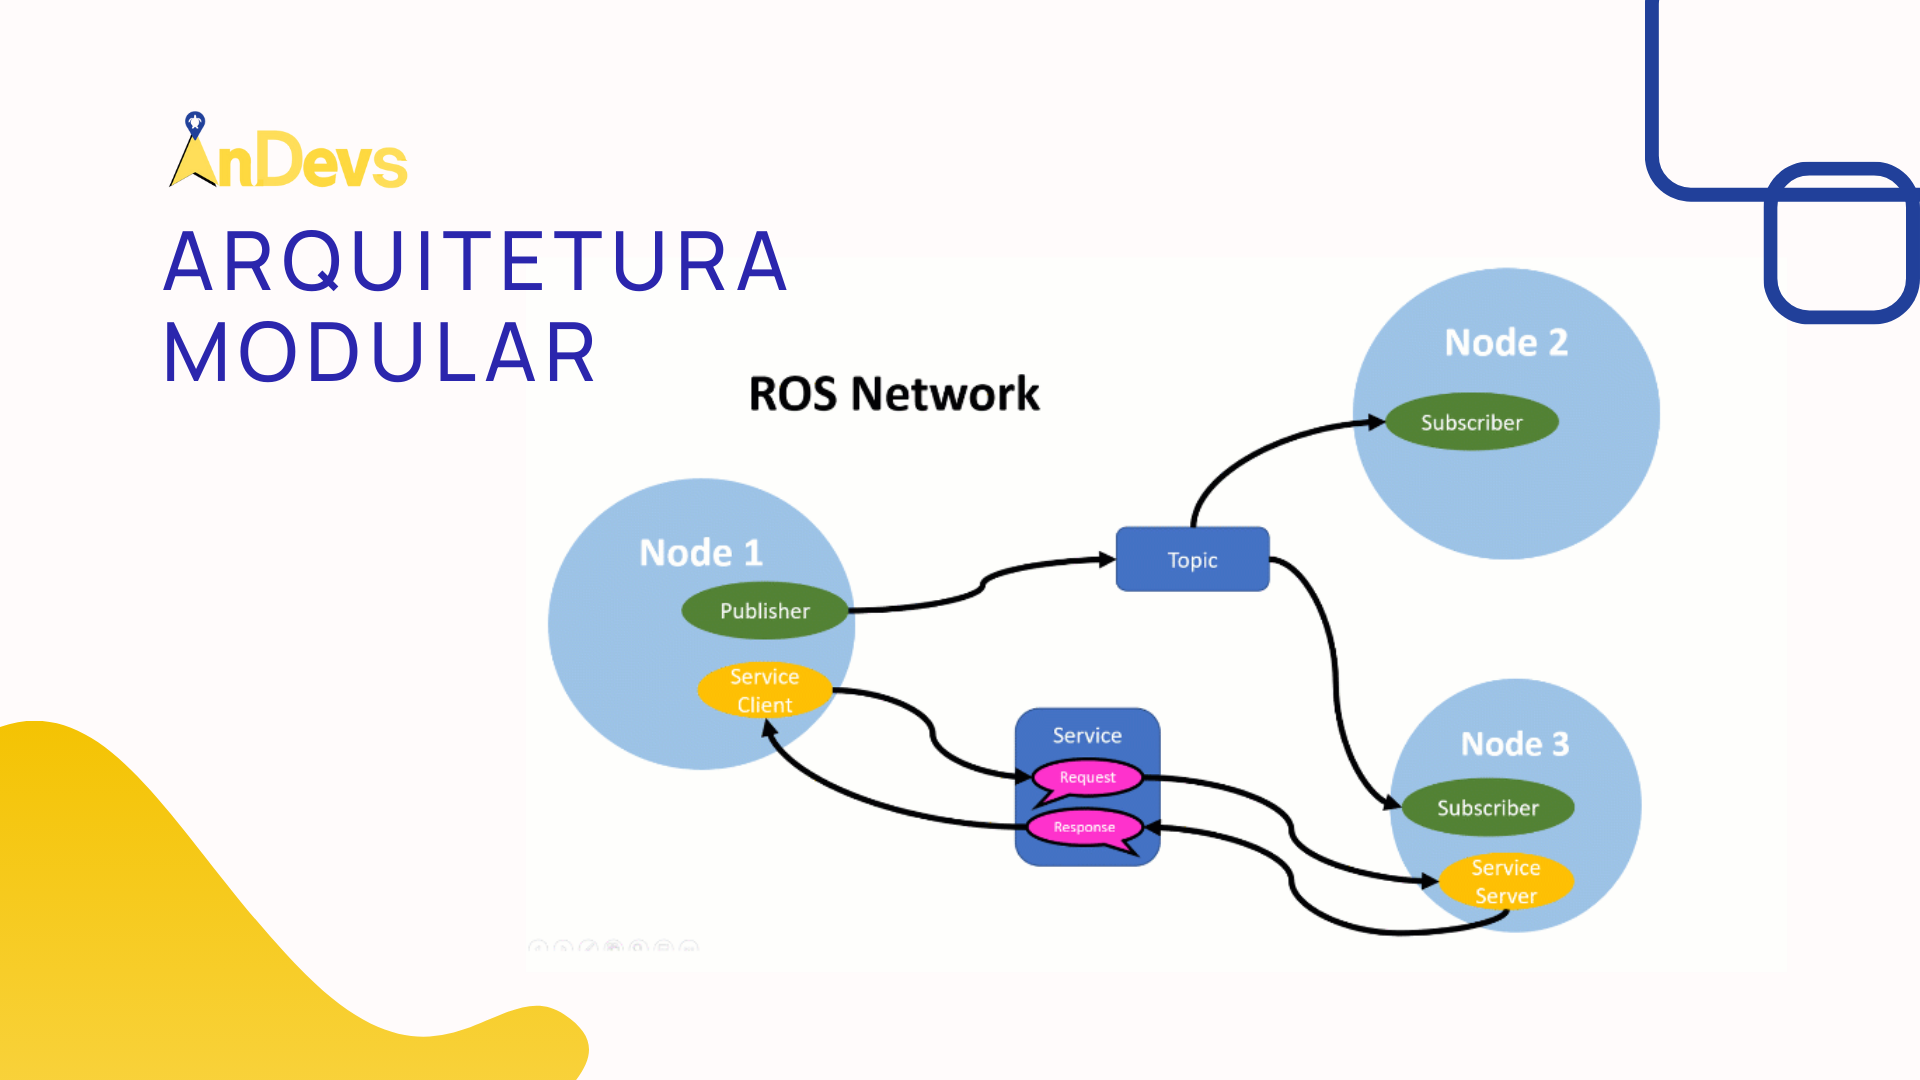 AnDevs
ARQUITETURA
MODULAR
ROS Network
Node 2
Subscriber
Node 1
Publisher
Topic
Service
Client
Service
Request
Response
Node 3
Subscriber
Service
Server